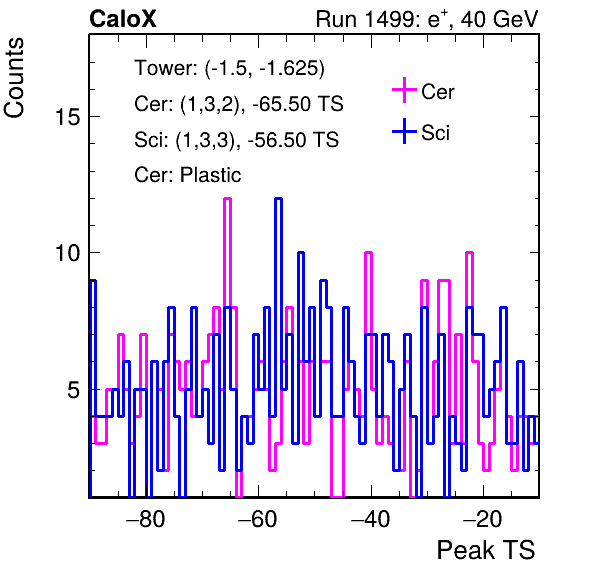 CaloX Run 1499: e⁺, 40 GeV
Counts
Tower: (-1.5, -1.625)
Cer: (1,3,2), -65.50 TS
Sci: (1,3,3), -56.50 TS
Cer: Plastic
Cer
Sci
15
10
5
−80 −60 −40 −20
Peak TS